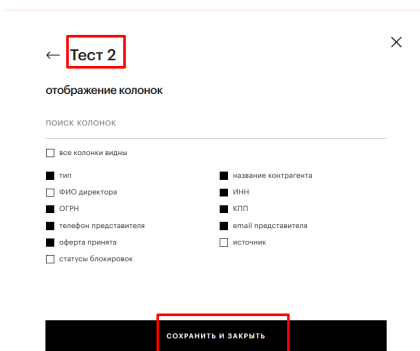 ← Тест 2
отображение колонок
поиск колонок
все колонки видны
тип
название контрагента
ФИО директора
ИНН
ОГРН
КПП
телефон представителя
email представителя
оферта принята
источник
статусы блокировок
СОХРАНИТЬ И ЗАКРЫТЬ